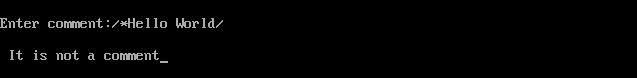 Enter comment:/*Hello World/
It is not a comment_